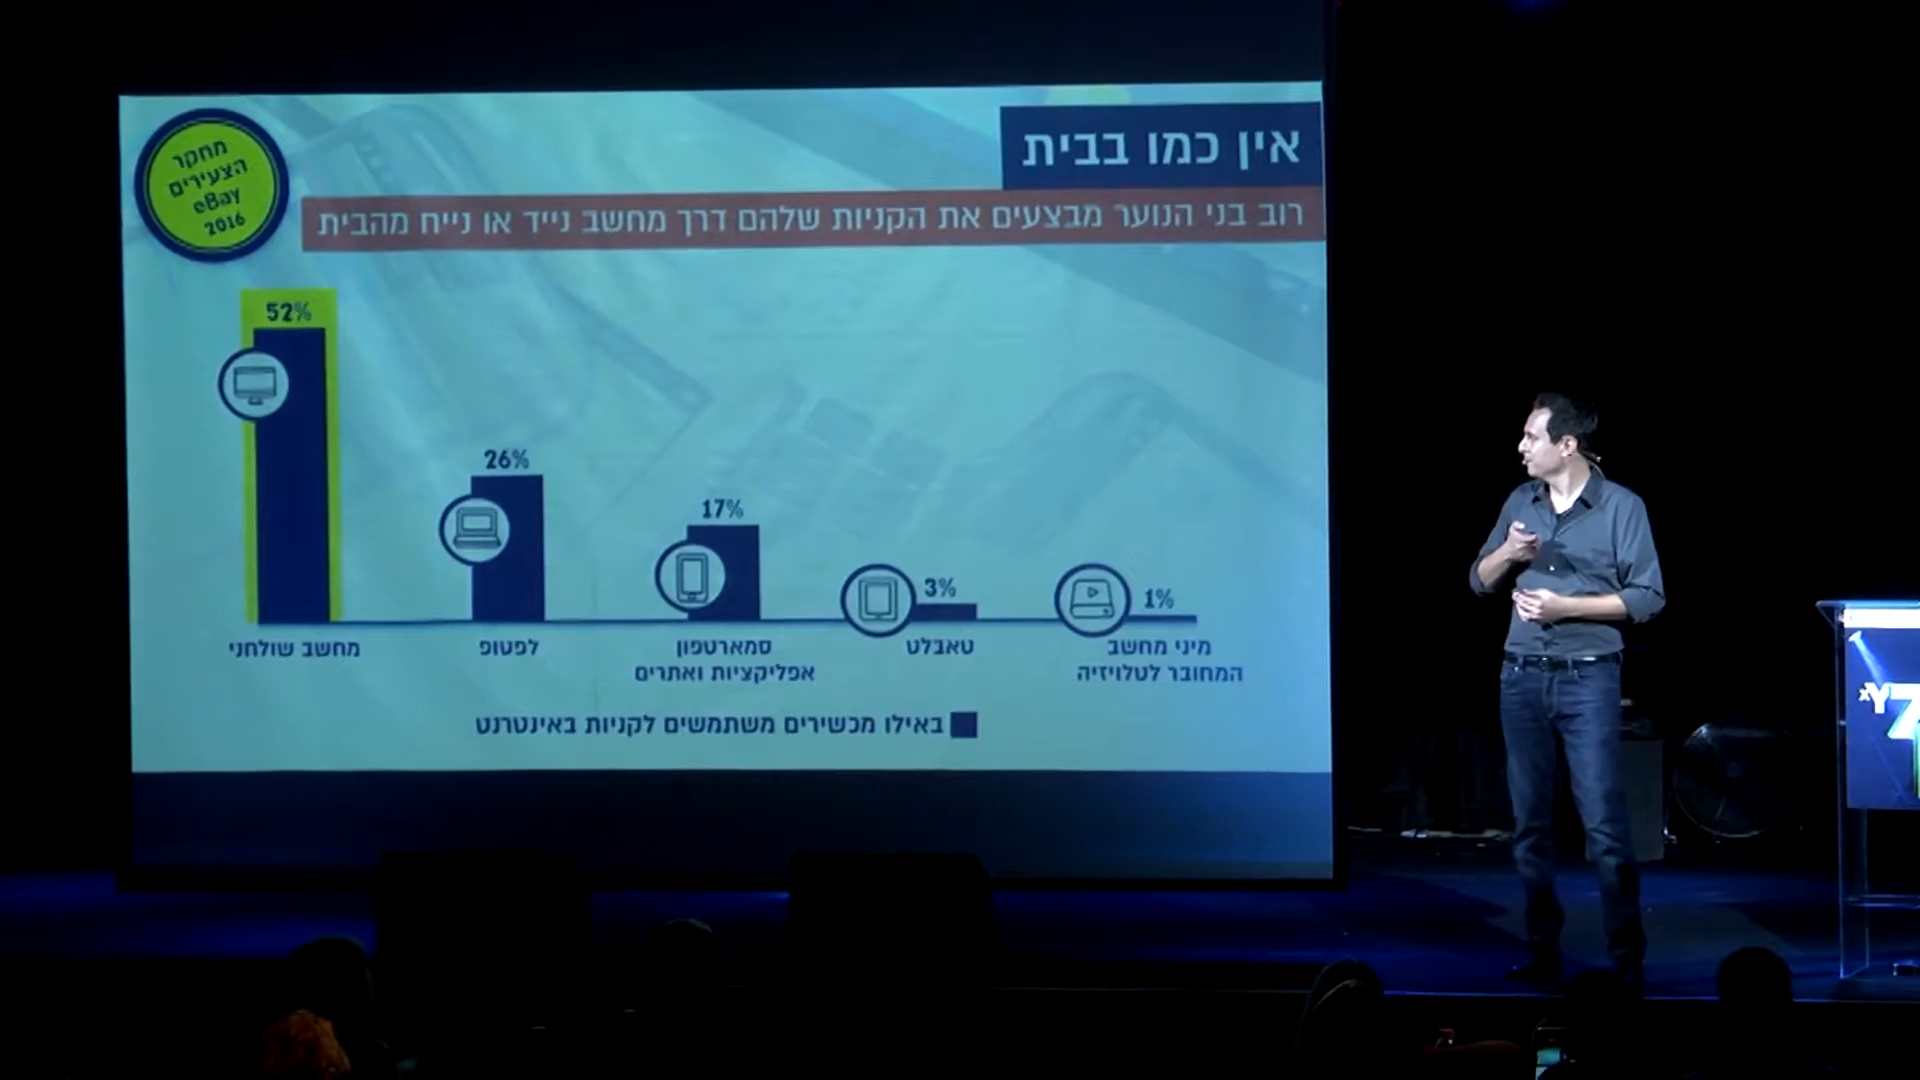 אין כמו בבית
רוב בני הנוער מבצעים את הקניות שלהם דרך מחשב נייד או נייח מהבית
מחקר
הצעירים
eBay
2016
52%
26%
17%
3%
1%
מחשב שולחני
לפטופ
סמארטפון
אפליקציות ואתרים
טאבלט
מיני מחשב
המחובר לטלויזיה
באילו מכשירים משתמשים לקניות באינטרנט